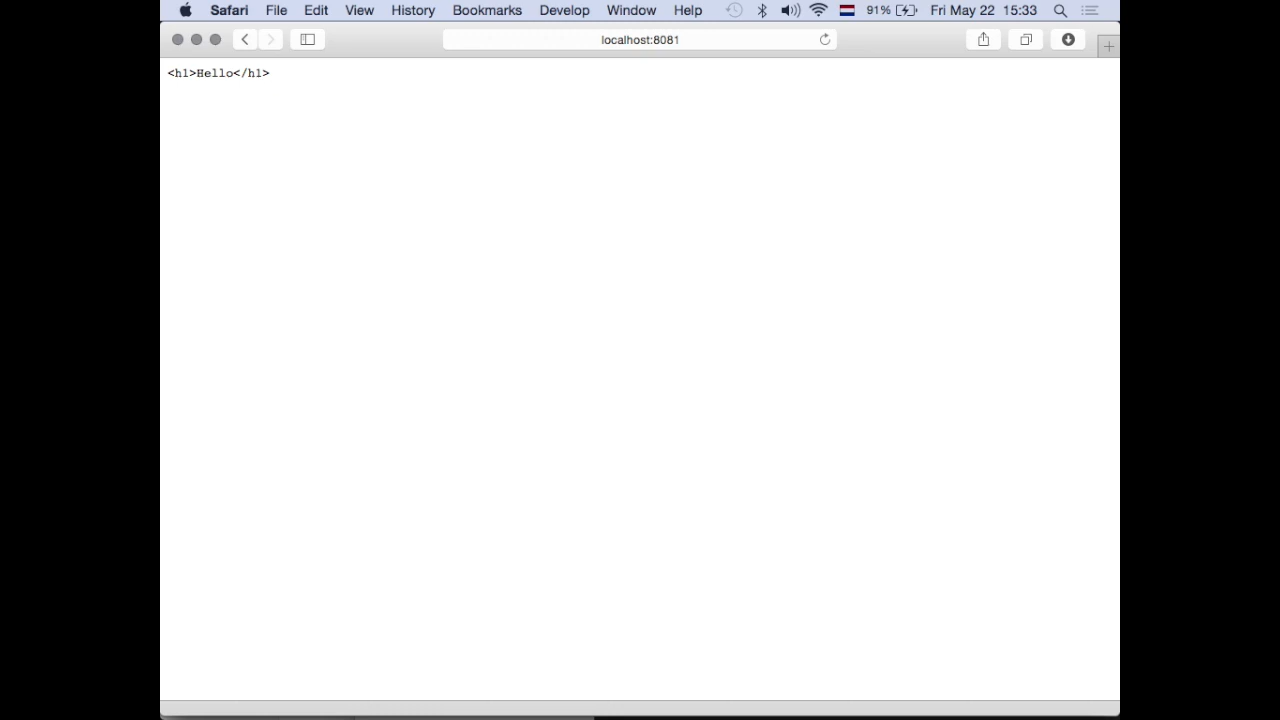 Safari File Edit View History Bookmarks Develop Window Help 91% Fri May 22 15:33
localhost:8081
<h1>Hello</h1>